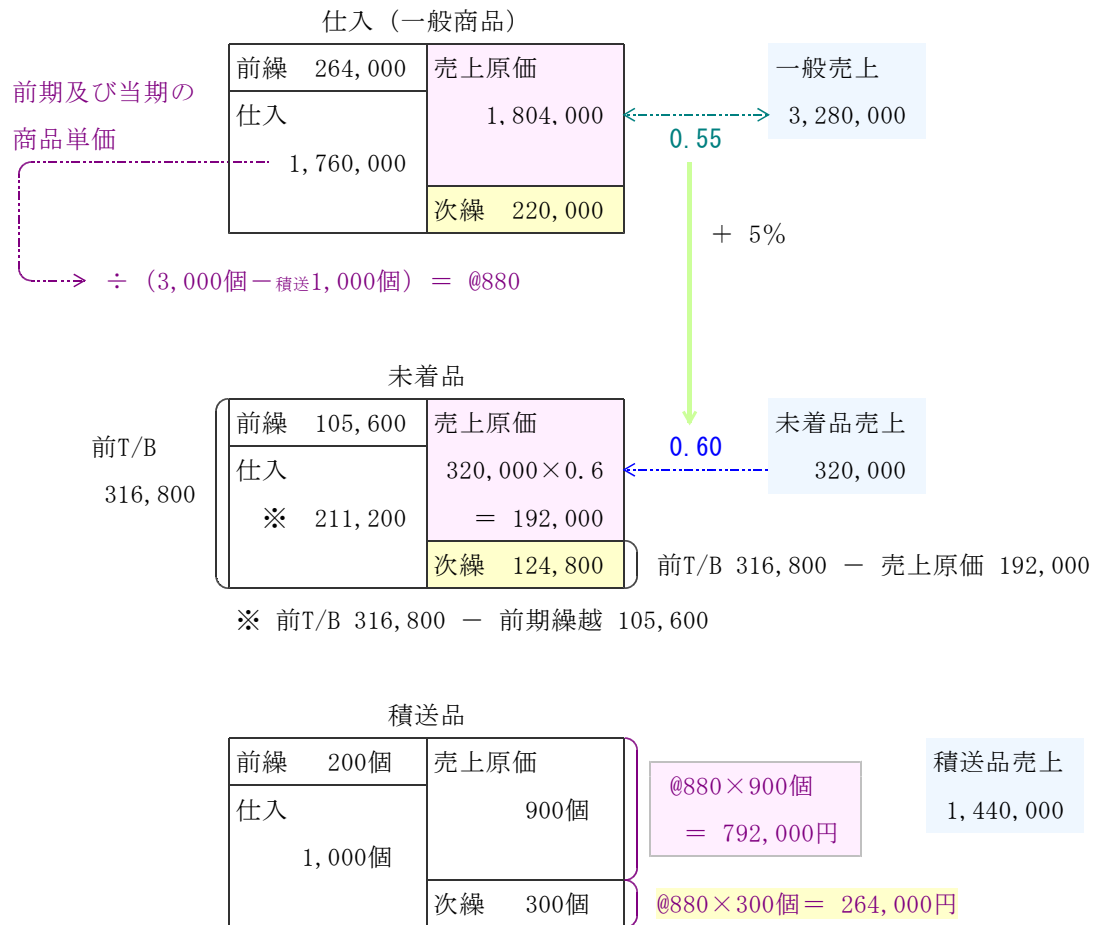 仕入（一般商品）
前繰 264,000 売上原価 一般売上
前期及び当期の
仕入 1,804,000 3,280,000
商品単価 0.55
1,760,000
次繰 220,000
＋ 5%
÷（3,000個－積送1,000個）＝ @880
未着品
前繰 105,600 売上原価 未着品売上
前T/B 0.60
仕入 320,000×0.6 320,000
316,800
※ 211,200 ＝ 192,000
次繰 124,800 前T/B 316,800 － 売上原価 192,000
※ 前T/B 316,800 － 前期繰越 105,600
積送品
前繰 200個 売上原価 積送品売上
@880×900個
仕入 900個 1,440,000
＝ 792,000円
1,000個
次繰 300個 @880×300個＝ 264,000円